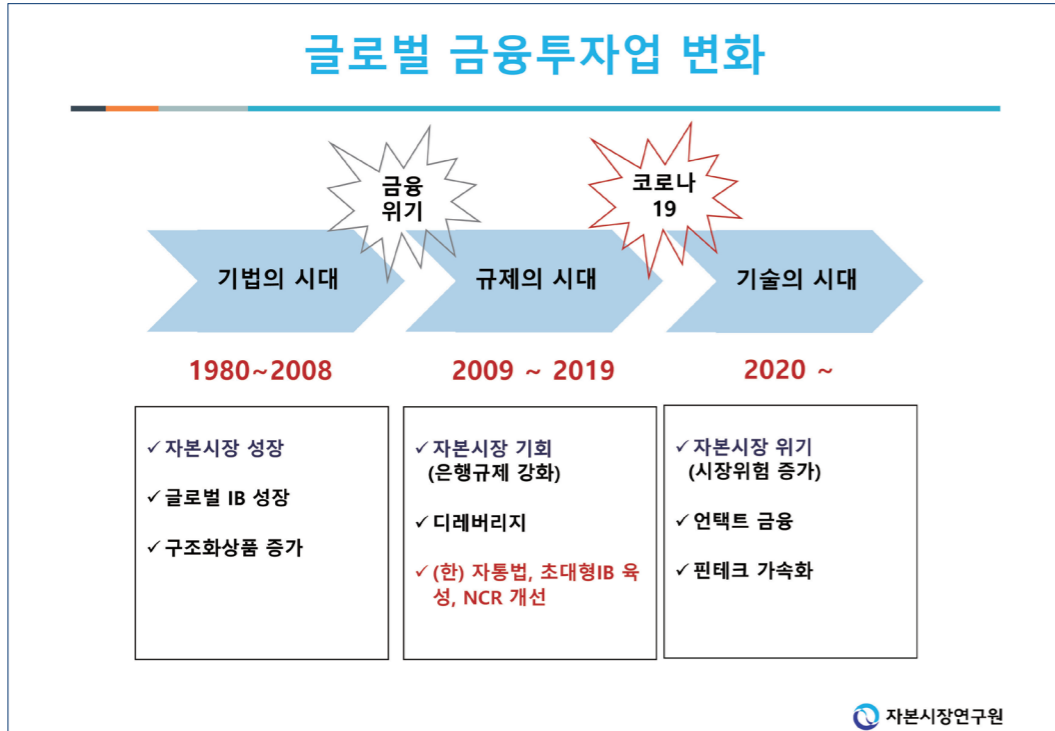 글로벌 금융투자업 변화
금융
위기
코로나
19
기법의 시대
규제의 시대
기술의 시대
1980~2008
2009 ~ 2019
2020 ~
✓자본시장 성장
✓글로벌 IB 성장
✓구조화상품 증가
✓자본시장 기회
(은행규제 강화)
✓디레버리지
✓(한) 자통법, 초대형IB 육
성, NCR 개선
✓자본시장 위기
(시장위험 증가)
✓언택트 금융
✓핀테크 가속화
자본시장연구원